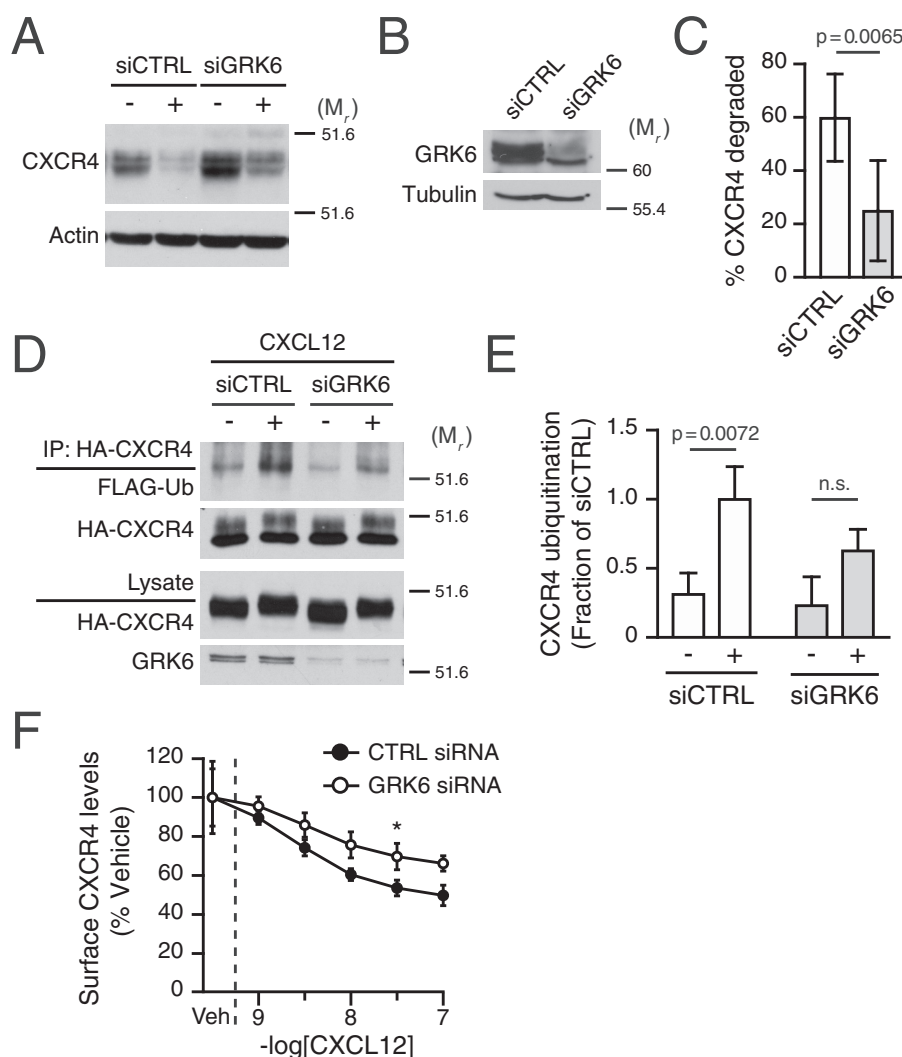 A
siCTRL siGRK6
- + - +
(Mr)
51.6
CXCR4
51.6
Actin
B
siCTRL siGRK6
(Mr)
GRK6
60
Tubulin
55.4
C
p=0.0065
% CXCR4 degraded
80
60
40
20
0
siCTRL siGRK6
D
CXCL12
siCTRL siGRK6
- + - +
(Mr)
IP: HA-CXCR4
FLAG-Ub
51.6
HA-CXCR4
51.6
Lysate
51.6
HA-CXCR4
GRK6
51.6
E
CXCR4 ubiquitination
(Fraction of siCTRL)
1.5
1.0
0.5
0
p=0.0072
n.s.
- + - +
siCTRL siGRK6
F
Surface CXCR4 levels
(% Vehicle)
120
100
80
60
40
20
0
CTRL siRNA
GRK6 siRNA
*
Veh 9 8 7
-log[CXCL12]